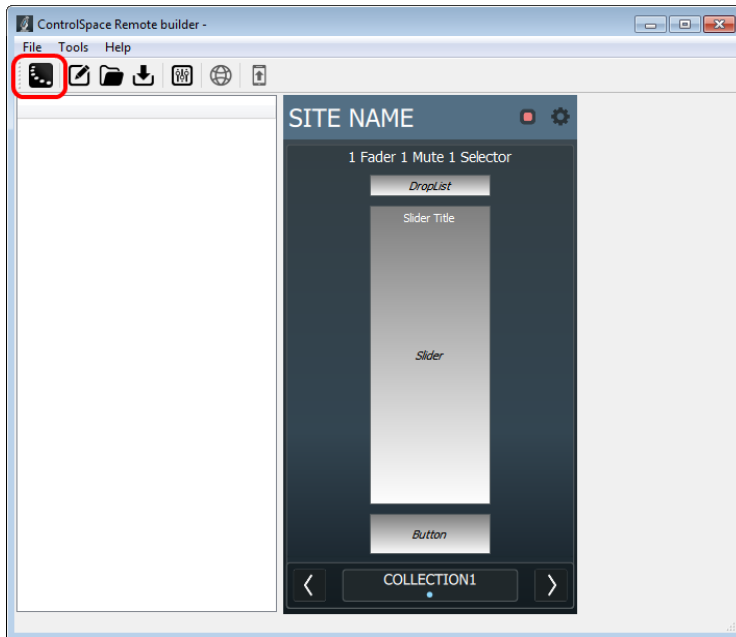 ControlSpace Remote builder -
File Tools Help
SITE NAME
1 Fader 1 Mute 1 Selector
DropList
Slider Title
Slider
Button
COLLECTION1